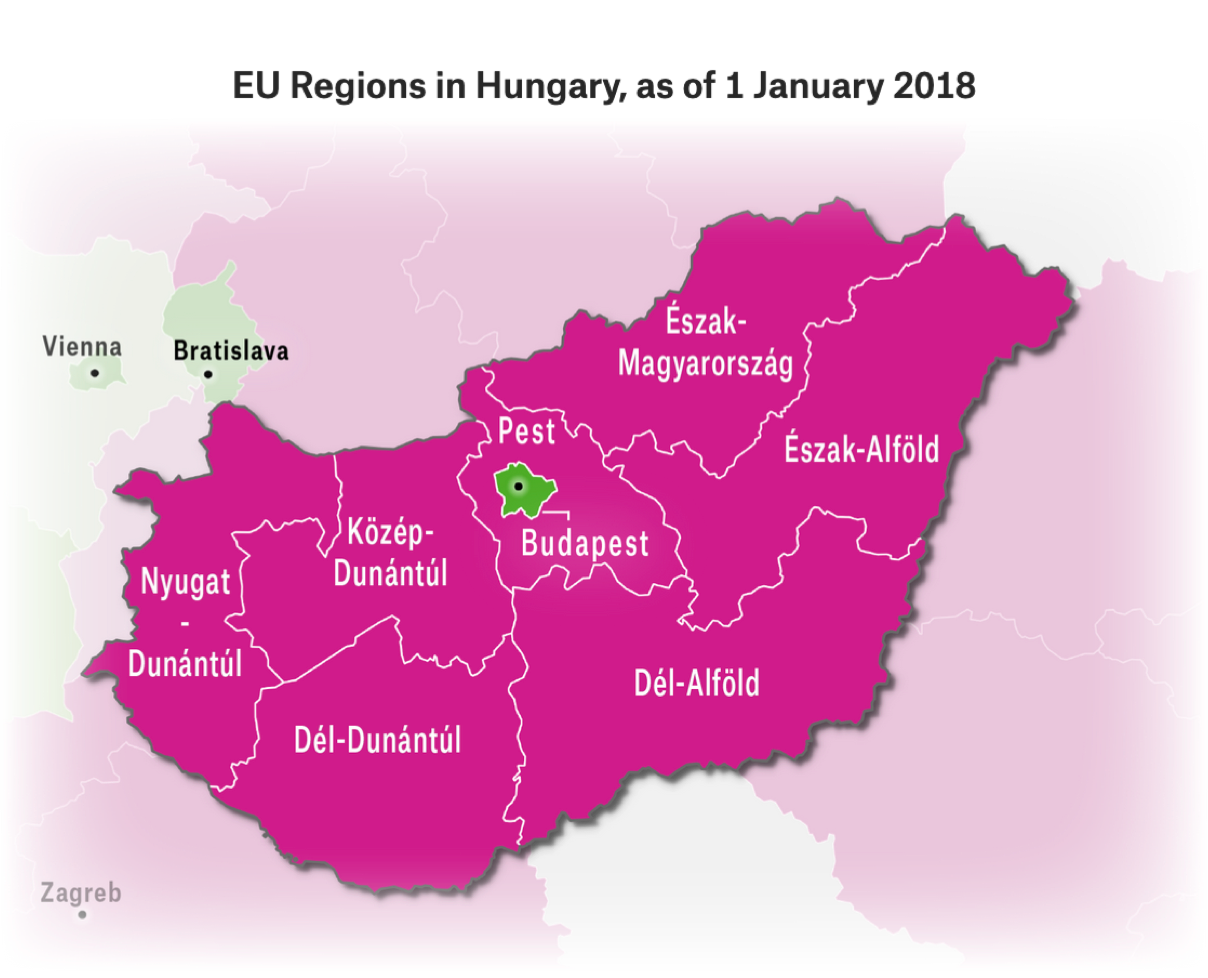 EU Regions in Hungary, as of 1 January 2018
Észak-
Magyarország
Vienna
Bratislava
Pest
Észak-Alföld
Közép-
Dunántúl
Budapest
Nyugat
-
Dunántúl
Dél-Alföld
Dél-Dunántúl
Zagreb